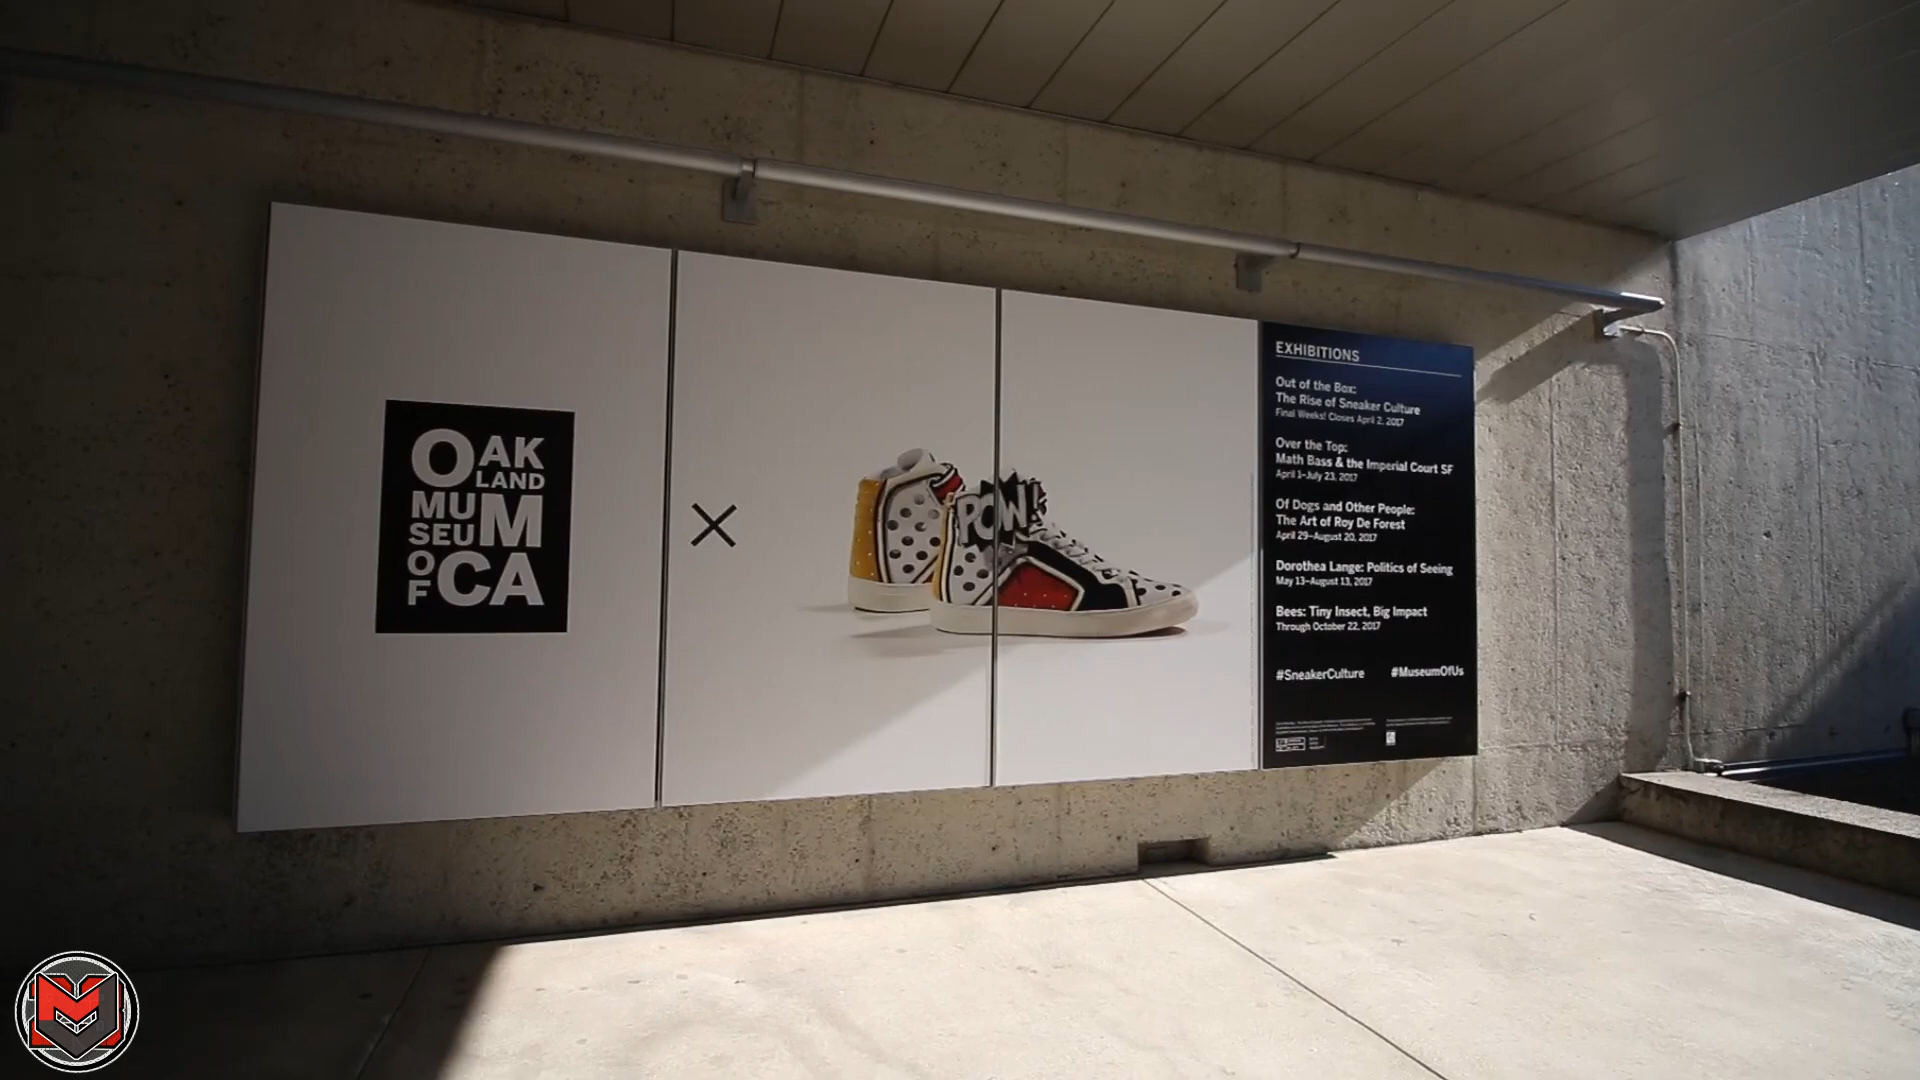 OAK
LAND
MU
SEUM
OF CA
×
POW!
EXHIBITIONS
Out of the Box:
The Rise of Sneaker Culture
Final Weeks! Closes April 2, 2017
Over the Top:
Math Bass & the Imperial Court SF
April 1–July 23, 2017
Of Dogs and Other People:
The Art of Roy De Forest
April 29–August 20, 2017
Dorothea Lange: Politics of Seeing
May 13–August 13, 2017
Bees: Tiny Insect, Big Impact
Through October 22, 2017
#SneakerCulture #MuseumOfUs